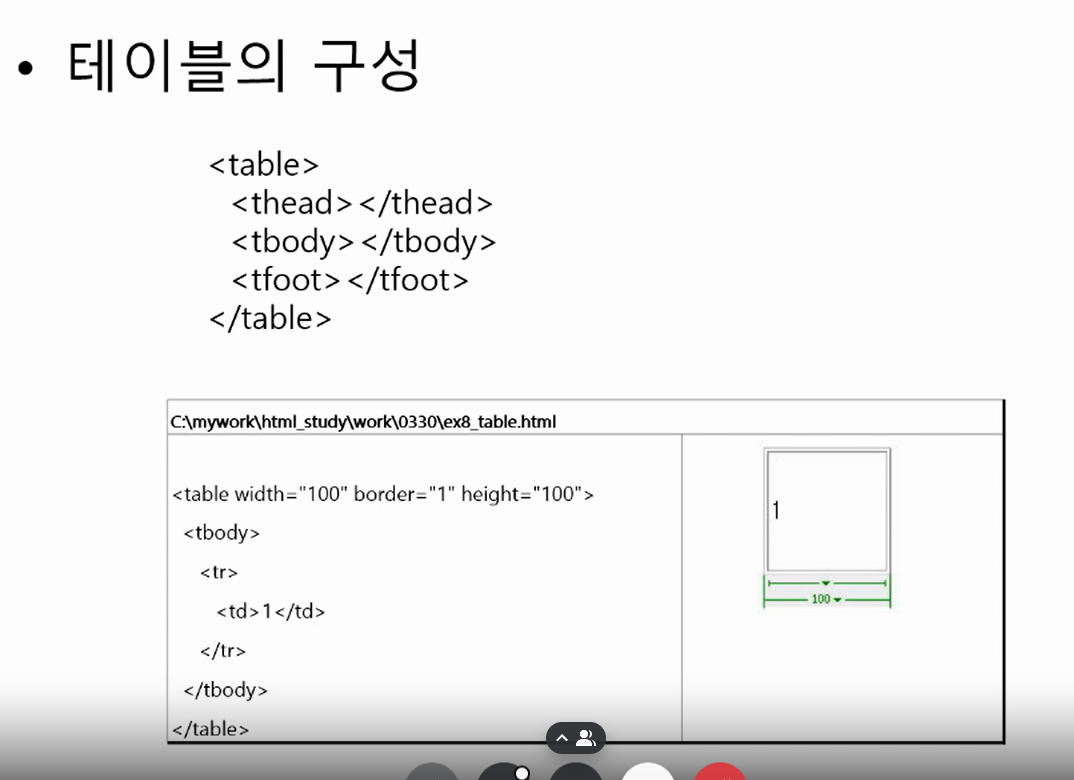 • 테이블의 구성
<table>
<thead></thead>
<tbody></tbody>
<tfoot></tfoot>
</table>
C:\mywork\html_study\work\0330\ex8_table.html
<table width="100" border="1" height="100">
<tbody>
<tr>
<td>1</td>
</tr>
</tbody>
</table>
1
100